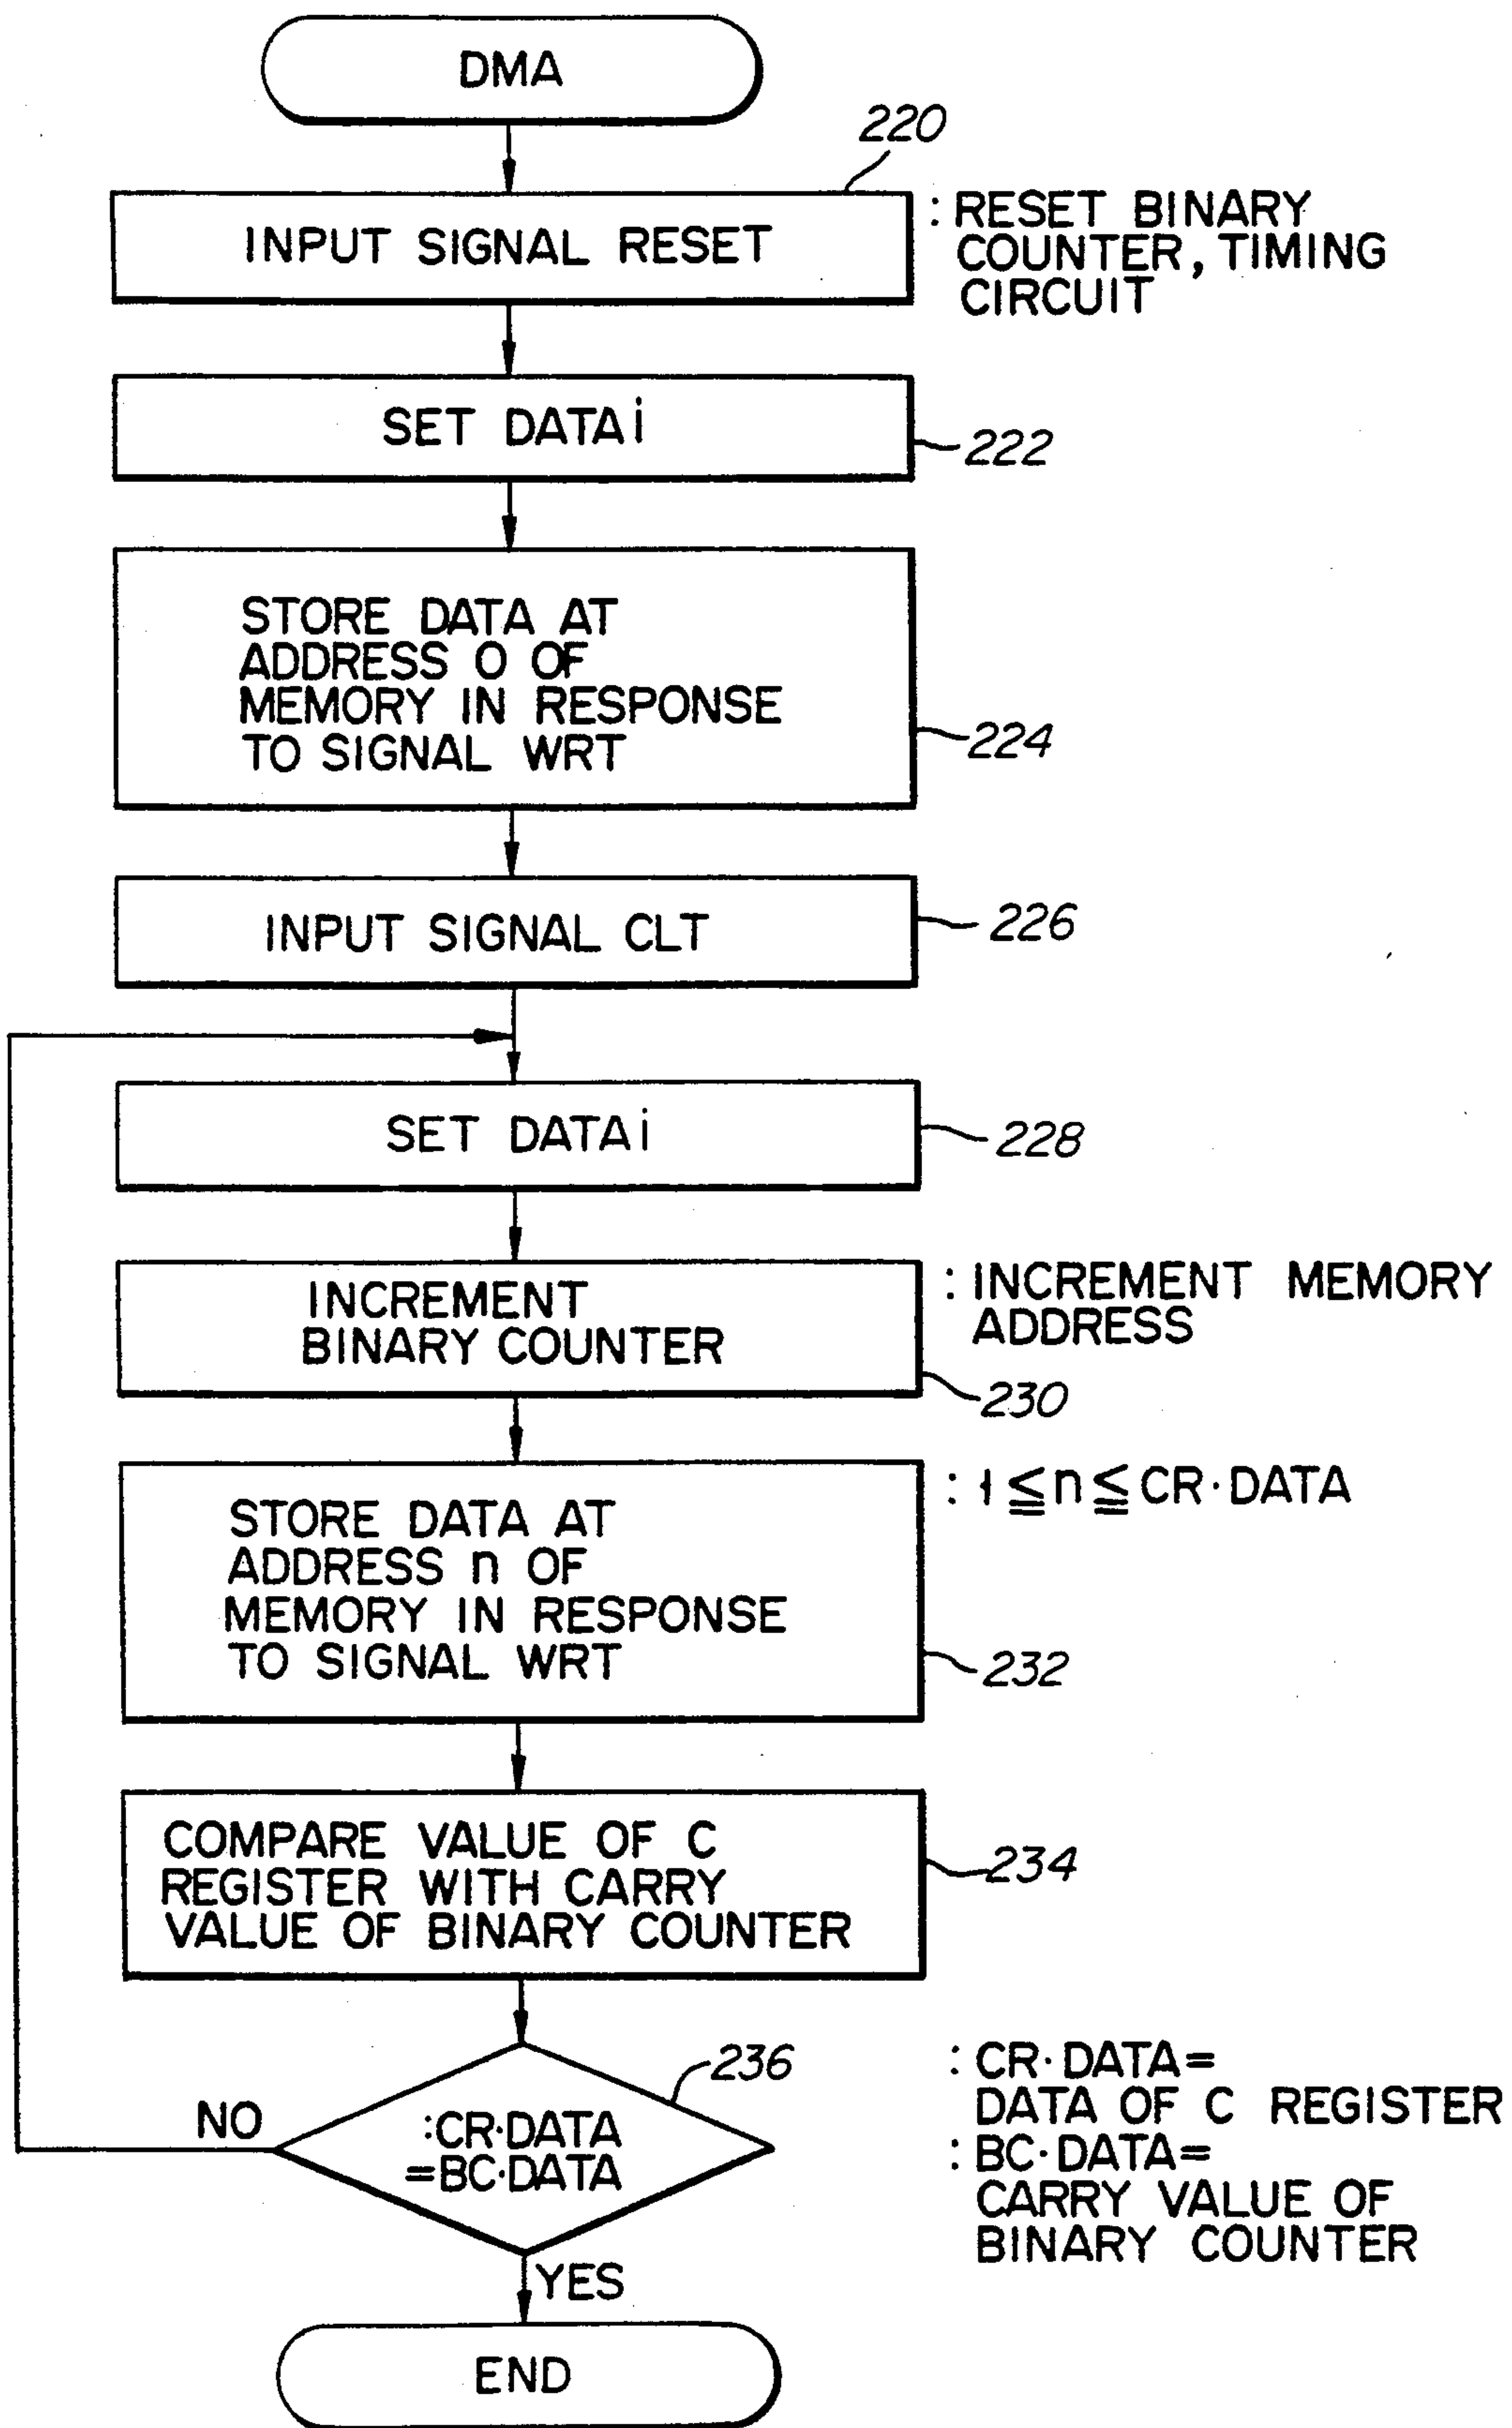 DMA
220
INPUT SIGNAL RESET
: RESET BINARY
COUNTER, TIMING
CIRCUIT
SET DATAi
222
STORE DATA AT
ADDRESS 0 OF
MEMORY IN RESPONSE
TO SIGNAL WRT
224
INPUT SIGNAL CLT
226
SET DATAi
228
INCREMENT
BINARY COUNTER
: INCREMENT MEMORY
ADDRESS
230
: 1≦n≦CR·DATA
STORE DATA AT
ADDRESS n OF
MEMORY IN RESPONSE
TO SIGNAL WRT
232
COMPARE VALUE OF C
REGISTER WITH CARRY
VALUE OF BINARY COUNTER
234
236
NO
:CR·DATA
=BC·DATA
: CR·DATA=
DATA OF C REGISTER
: BC·DATA=
CARRY VALUE OF
BINARY COUNTER
YES
END